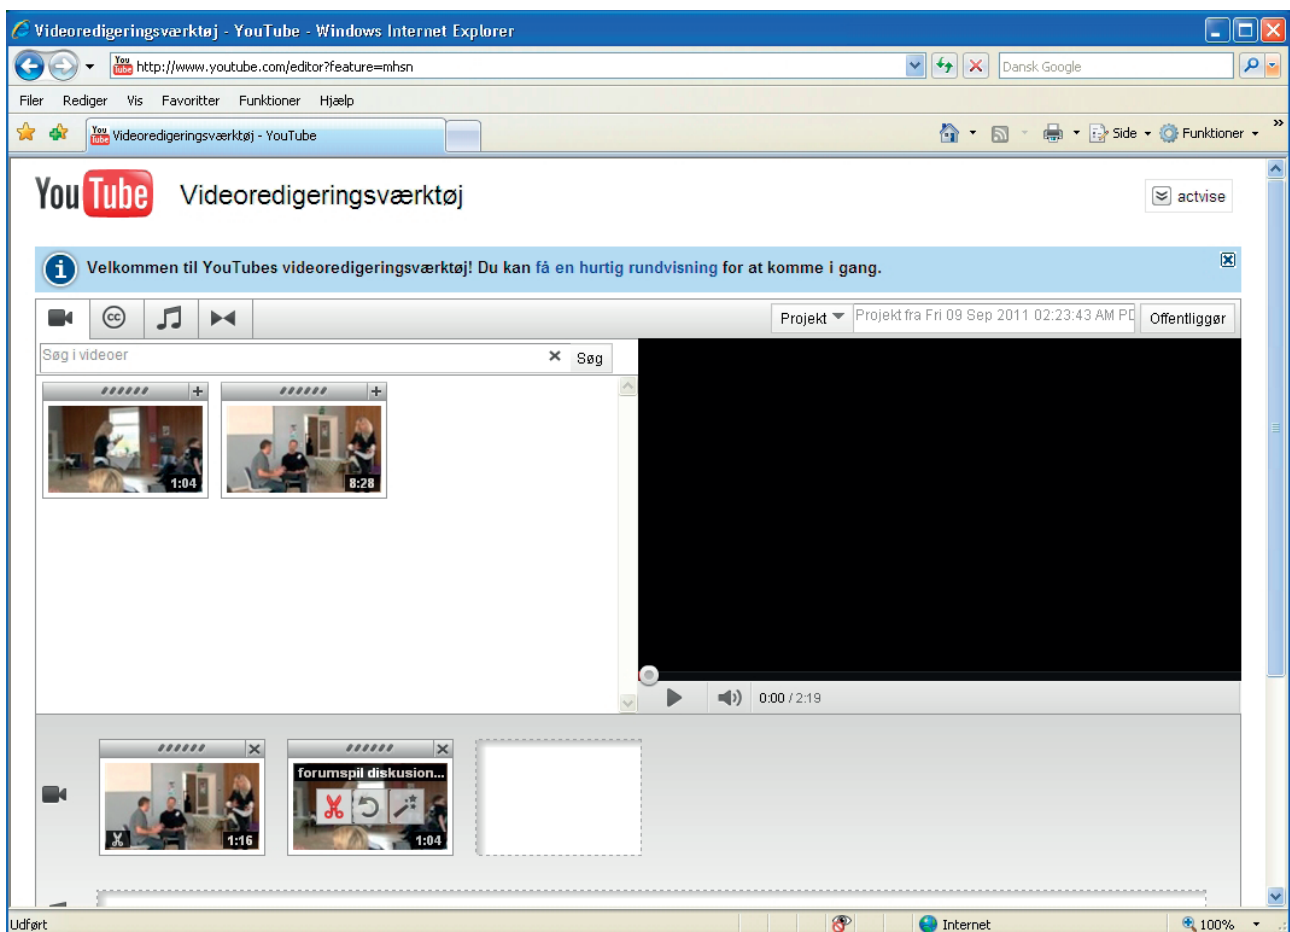 Videoredigeringsværktøj - YouTube - Windows Internet Explorer
http://www.youtube.com/editor?feature=mhsn
Dansk Google
Filer Rediger Vis Favoritter Funktioner Hjælp
Videoredigeringsværktøj - YouTube
Side Funktioner
YouTube Videoredigeringsværktøj
actvise
Velkommen til YouTubes videoredigeringsværktøj! Du kan få en hurtig rundvisning for at komme i gang.
cc
Projekt Projekt fra Fri 09 Sep 2011 02:23:43 AM PD Offentliggør
Søg i videoer Søg
1:04 8:28
0:00 / 2:19
forumspil diskusion...
1:16 1:04
Udført Internet 100%